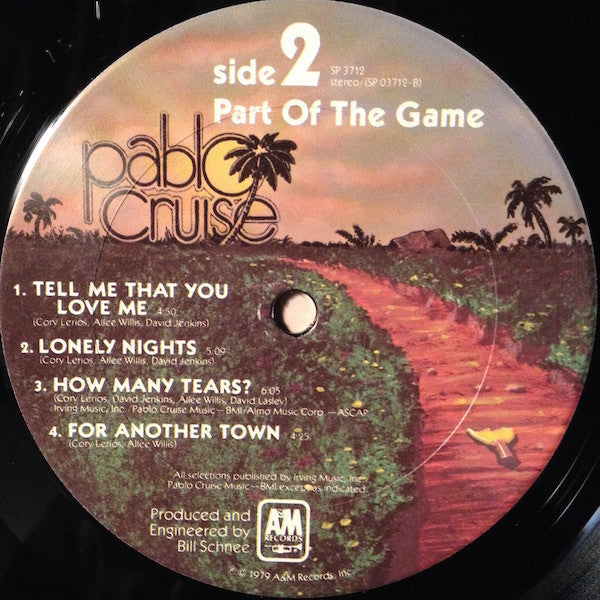 side 2
SP 3712
stereo/(SP 03712-B)
Part Of The Game
pablo
cruise
1. TELL ME THAT YOU
LOVE ME 4:50
(Cory Lerios, Allee Willis, David Jenkins)
2. LONELY NIGHTS 5:09
(Cory Lerios, Allee Willis, David Jenkins)
3. HOW MANY TEARS? 6:05
(Cory Lerios, David Jenkins, Allee Willis, David Lasley)
Irving Music, Inc./Pablo Cruise Music—BMI/Almo Music Corp.—ASCAP
4. FOR ANOTHER TOWN 4:25
(Cory Lerios, Allee Willis)
All selections published by Irving Music, Inc.
Pablo Cruise Music—BMI except as indicated.
Produced and
Engineered by
Bill Schnee
A&M
RECORDS
℗ © 1979 A&M Records, Inc.